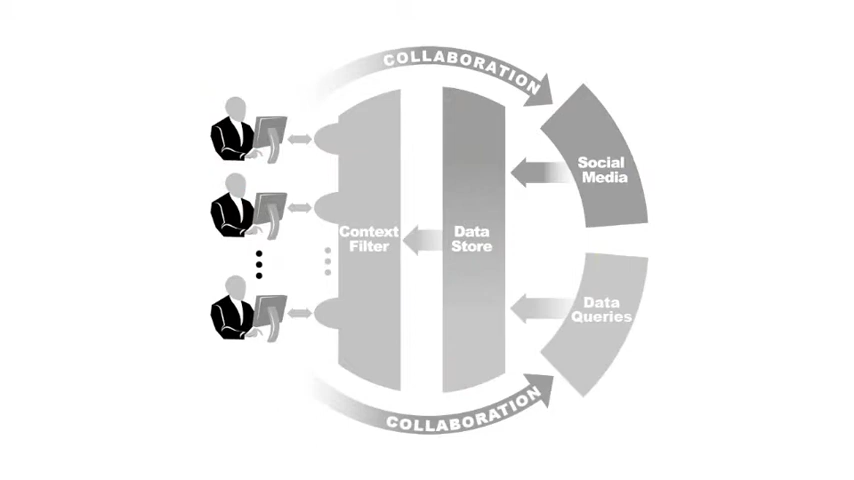 COLLABORATION
Social
Media
Context
Filter
Data
Store
Data
Queries
COLLABORATION